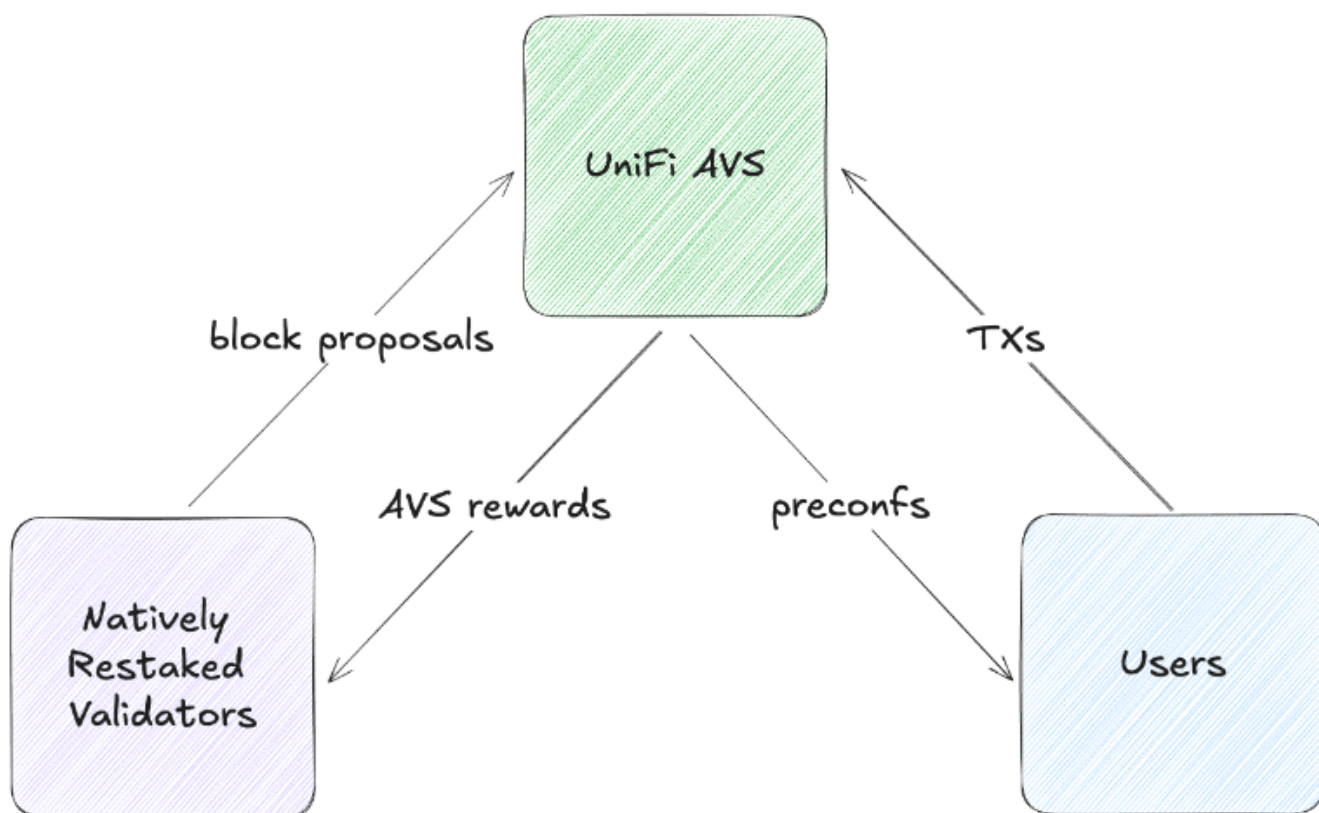 UniFi AVS
block proposals
TXs
AVS rewards
preconfs
Natively
Restaked
Validators
Users